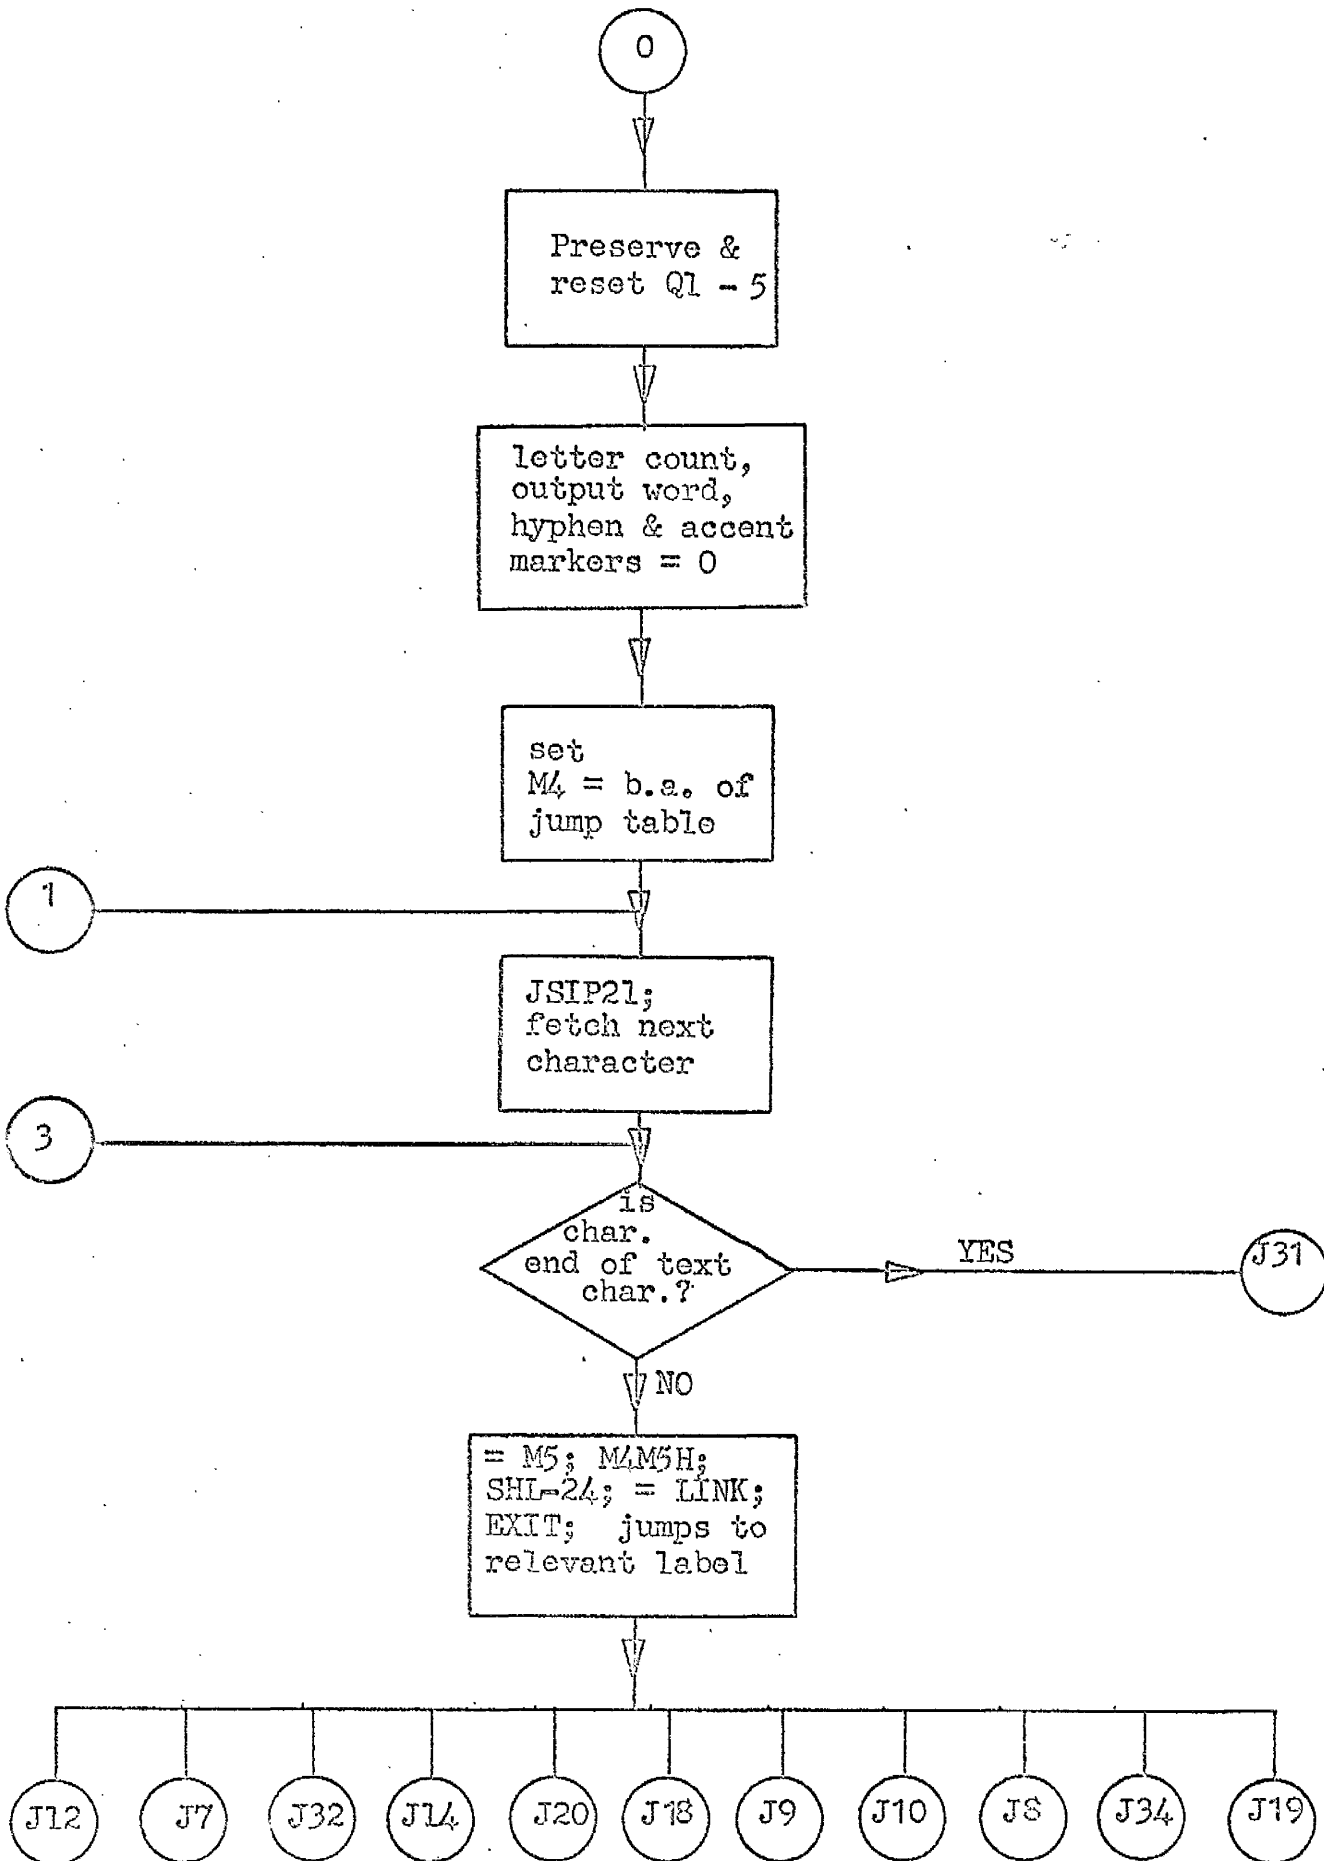 0
Preserve &
reset Q1 - 5
letter count,
output word,
hyphen & accent
markers = 0
set
M4 = b.a. of
jump table
1
JSIP21;
fetch next
character
3
is
char.
end of text
char.?
YES
J31
NO
= M5; M4M5H;
SHL-24; = LINK;
EXIT; jumps to
relevant label
J12 J7 J32 J14 J20 J18 J9 J10 J8 J34 J19